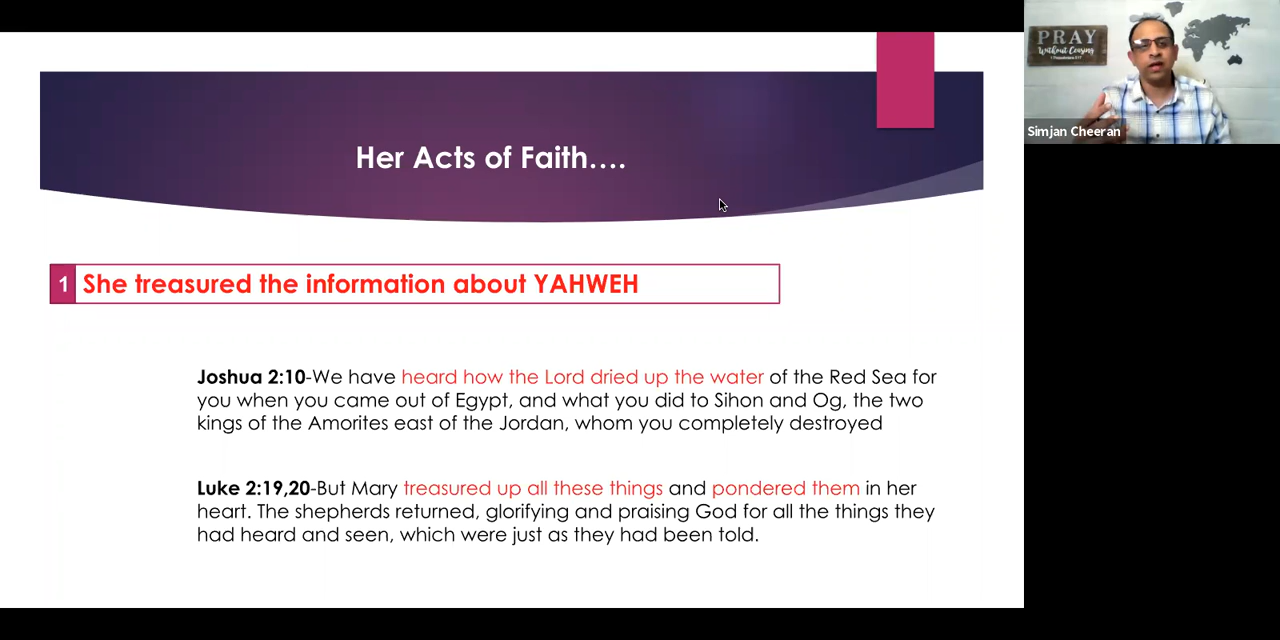 Her Acts of Faith....
1 She treasured the information about YAHWEH
Joshua 2:10-We have heard how the Lord dried up the water of the Red Sea for
you when you came out of Egypt, and what you did to Sihon and Og, the two
kings of the Amorites east of the Jordan, whom you completely destroyed
Luke 2:19,20-But Mary treasured up all these things and pondered them in her
heart. The shepherds returned, glorifying and praising God for all the things they
had heard and seen, which were just as they had been told.
PRAY
Without Ceasing
Simjan Cheeran